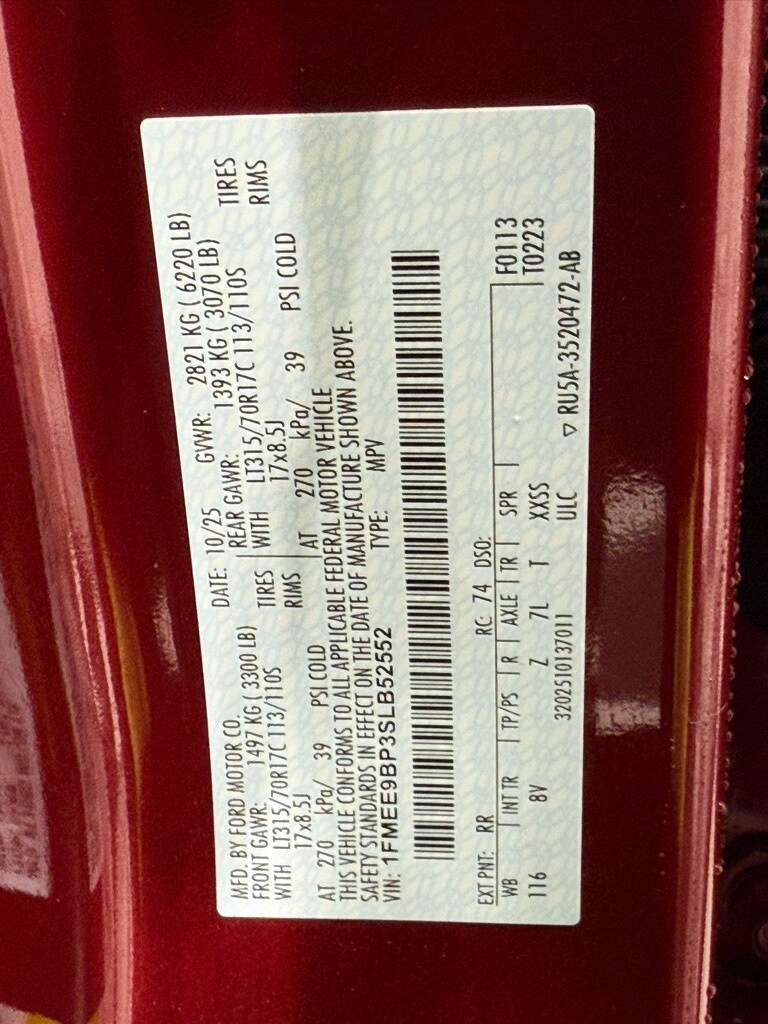 MFD. BY FORD MOTOR CO.
DATE: 10/25 GVWR: 2821 KG ( 6220 LB)
FRONT GAWR: 1497 KG ( 3300 LB) REAR GAWR: 1393 KG ( 3070 LB)
WITH LT315/70R17C 113/110S TIRES WITH LT315/70R17C 113/110S TIRES
17x8.5J RIMS 17x8.5J RIMS
AT 270 kPa/ 39 PSI COLD AT 270 kPa/ 39 PSI COLD
THIS VEHICLE CONFORMS TO ALL APPLICABLE FEDERAL MOTOR VEHICLE
SAFETY STANDARDS IN EFFECT ON THE DATE OF MANUFACTURE SHOWN ABOVE.
VIN: 1FMEE9BP3SLB52552 TYPE: MPV
EXT PNT: RR RC: 74 DSO:
WB INT TR TP/PS R AXLE TR SPR F0113
116 8V Z 7L T XXSS T0223
ULC
3202510137011 ▽ RU5A-3520472-AB